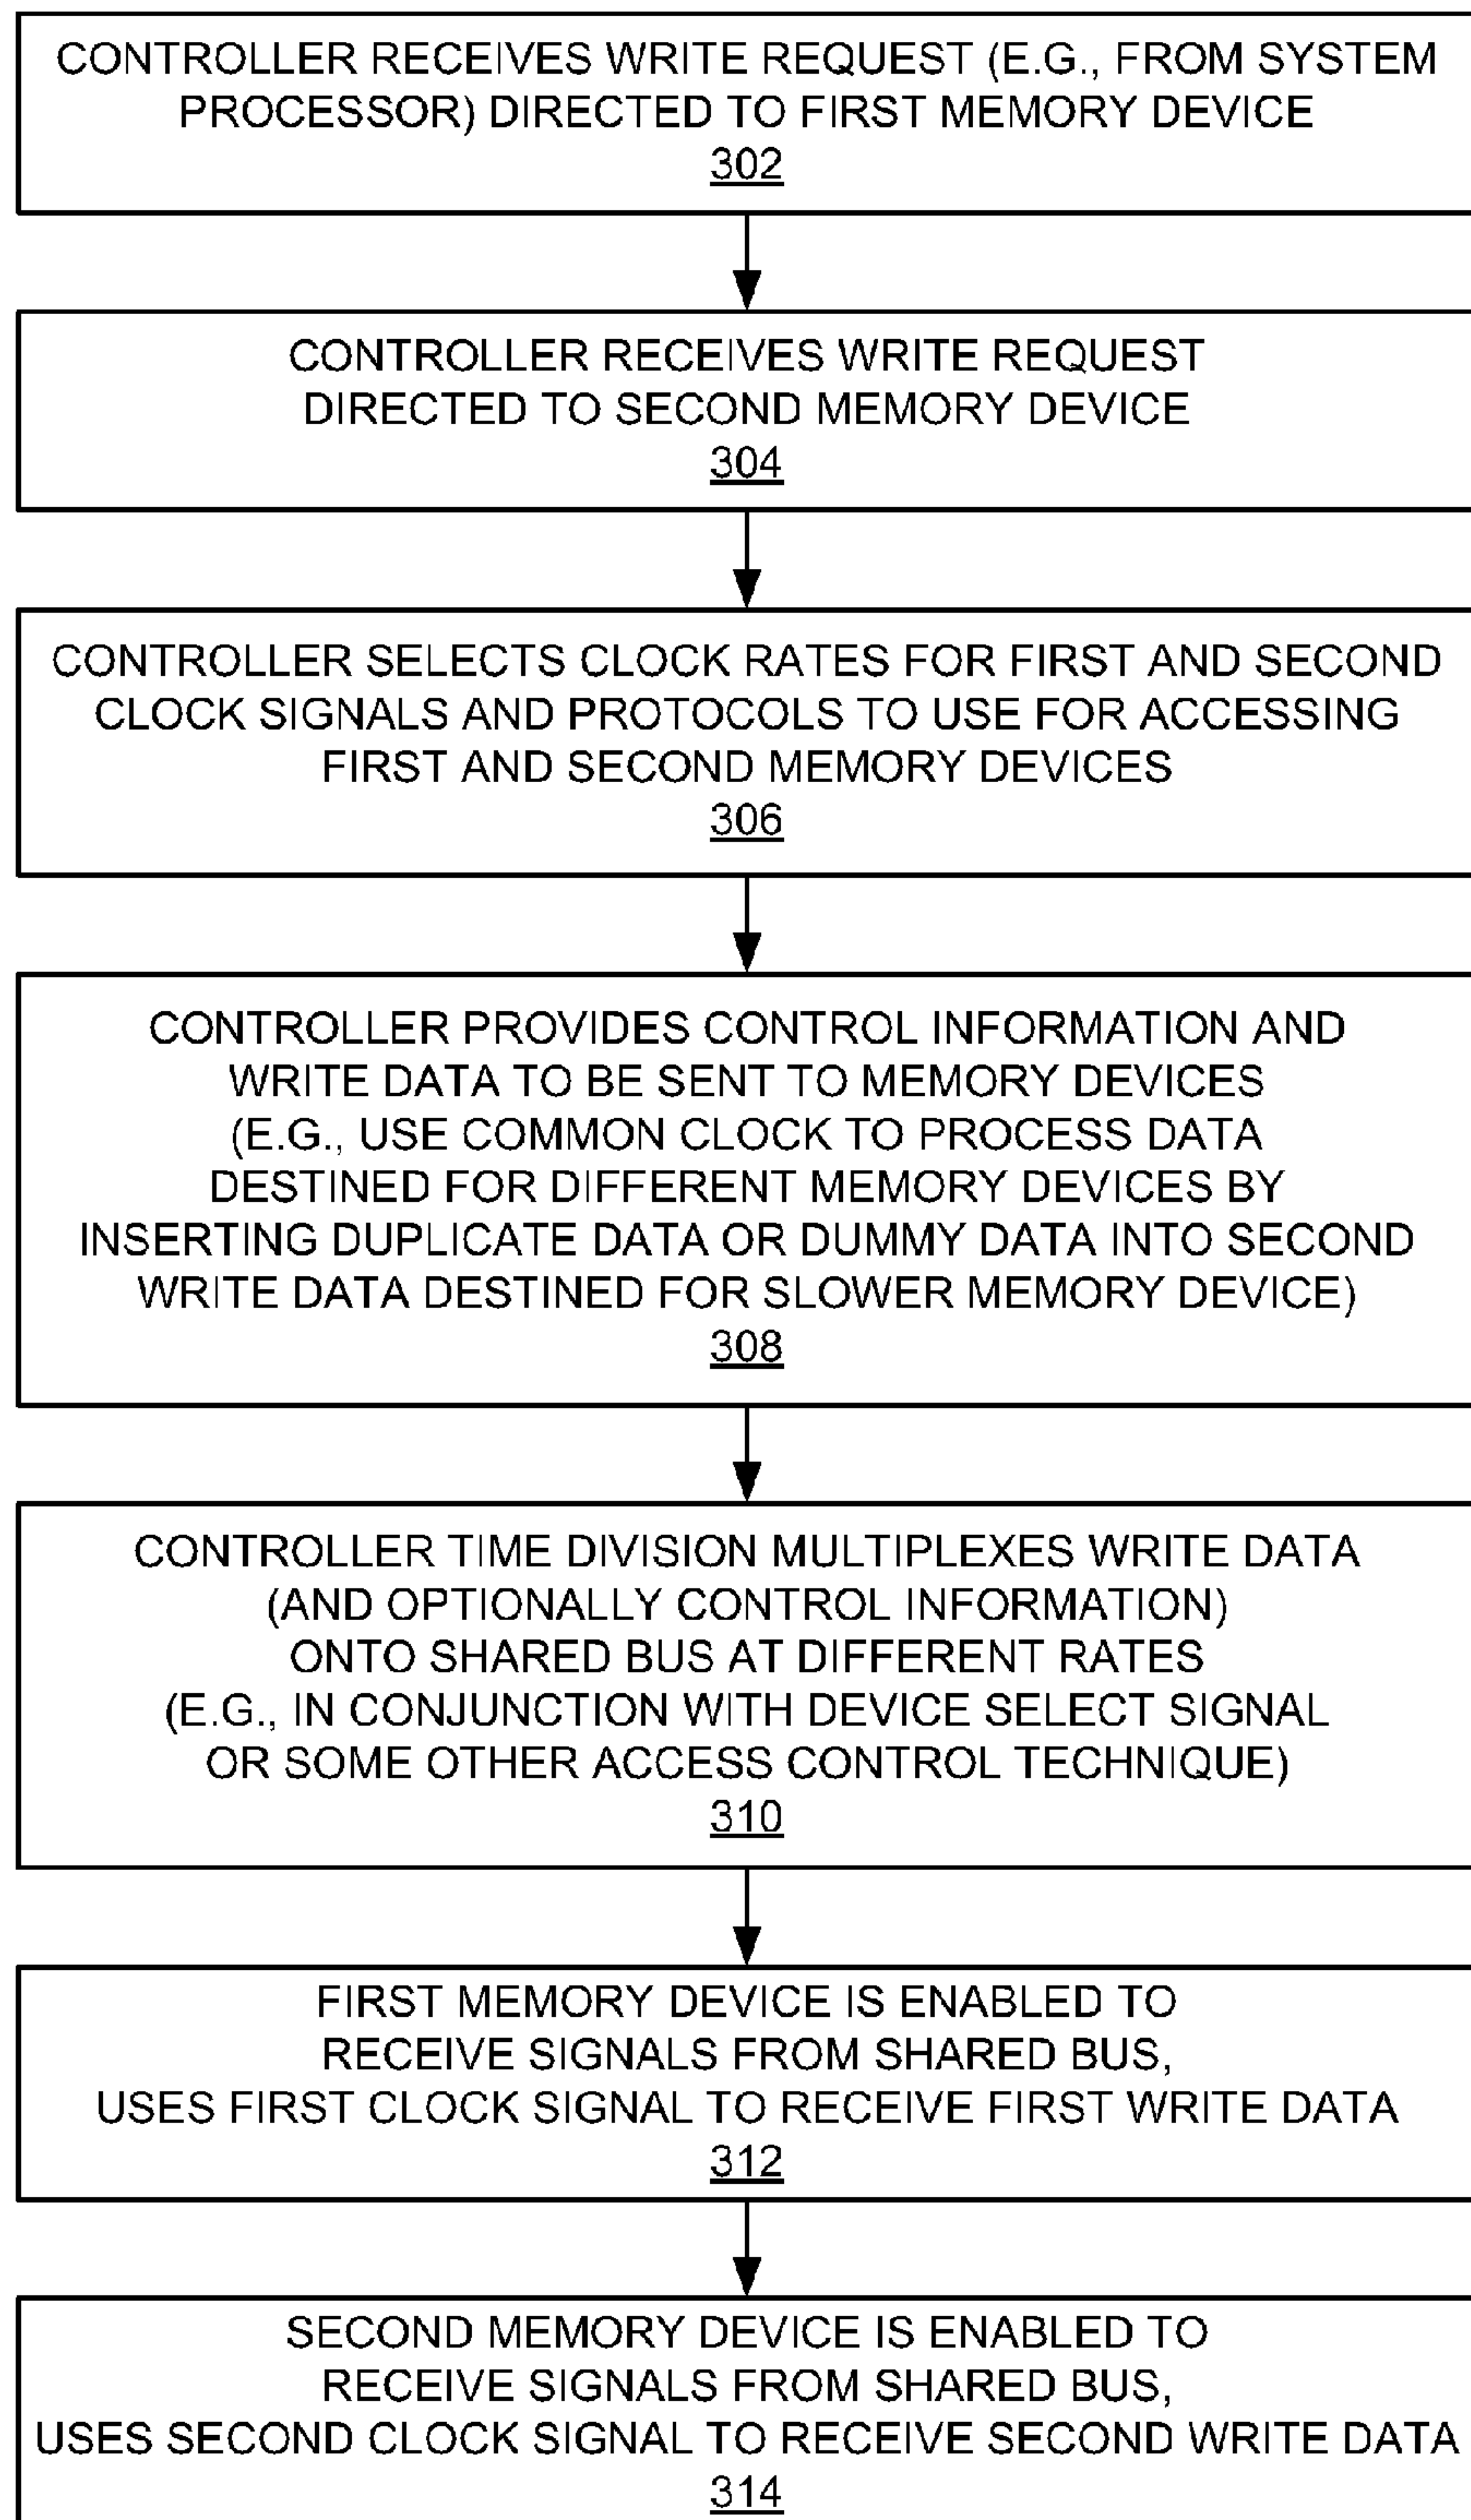 CONTROLLER RECEIVES WRITE REQUEST (E.G., FROM SYSTEM
PROCESSOR) DIRECTED TO FIRST MEMORY DEVICE
302
CONTROLLER RECEIVES WRITE REQUEST
DIRECTED TO SECOND MEMORY DEVICE
304
CONTROLLER SELECTS CLOCK RATES FOR FIRST AND SECOND
CLOCK SIGNALS AND PROTOCOLS TO USE FOR ACCESSING
FIRST AND SECOND MEMORY DEVICES
306
CONTROLLER PROVIDES CONTROL INFORMATION AND
WRITE DATA TO BE SENT TO MEMORY DEVICES
(E.G., USE COMMON CLOCK TO PROCESS DATA
DESTINED FOR DIFFERENT MEMORY DEVICES BY
INSERTING DUPLICATE DATA OR DUMMY DATA INTO SECOND
WRITE DATA DESTINED FOR SLOWER MEMORY DEVICE)
308
CONTROLLER TIME DIVISION MULTIPLEXES WRITE DATA
(AND OPTIONALLY CONTROL INFORMATION)
ONTO SHARED BUS AT DIFFERENT RATES
(E.G., IN CONJUNCTION WITH DEVICE SELECT SIGNAL
OR SOME OTHER ACCESS CONTROL TECHNIQUE)
310
FIRST MEMORY DEVICE IS ENABLED TO
RECEIVE SIGNALS FROM SHARED BUS,
USES FIRST CLOCK SIGNAL TO RECEIVE FIRST WRITE DATA
312
SECOND MEMORY DEVICE IS ENABLED TO
RECEIVE SIGNALS FROM SHARED BUS,
USES SECOND CLOCK SIGNAL TO RECEIVE SECOND WRITE DATA
314